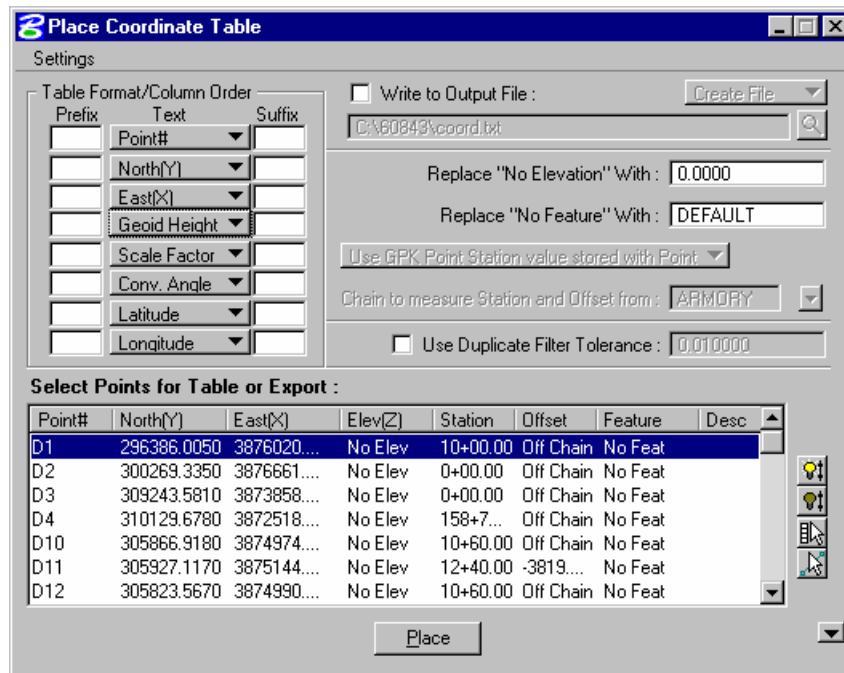 Place Coordinate Table
Settings
Table Format/Column Order
Prefix Text Suffix
Point#
North(Y)
East(X)
Geoid Height
Scale Factor
Conv. Angle
Latitude
Longitude
Write to Output File :
Create File
C:\60843\coord.txt
Replace "No Elevation" With : 0.0000
Replace "No Feature" With : DEFAULT
Use GPK Point Station value stored with Point
Chain to measure Station and Offset from : ARMORY
Use Duplicate Filter Tolerance : 0.010000
Select Points for Table or Export :
Point# North(Y) East(X) Elev(Z) Station Offset Feature Desc
D1 296386.0050 3876020.... No Elev 10+00.00 Off Chain No Feat
D2 300269.3350 3876661.... No Elev 0+00.00 Off Chain No Feat
D3 309243.5810 3873858.... No Elev 0+00.00 Off Chain No Feat
D4 310129.6780 3872518.... No Elev 158+7... Off Chain No Feat
D10 305866.9180 3874974.... No Elev 10+60.00 Off Chain No Feat
D11 305927.1170 3875144.... No Elev 12+40.00 -3819.... No Feat
D12 305823.5670 3874990.... No Elev 10+60.00 Off Chain No Feat
Place